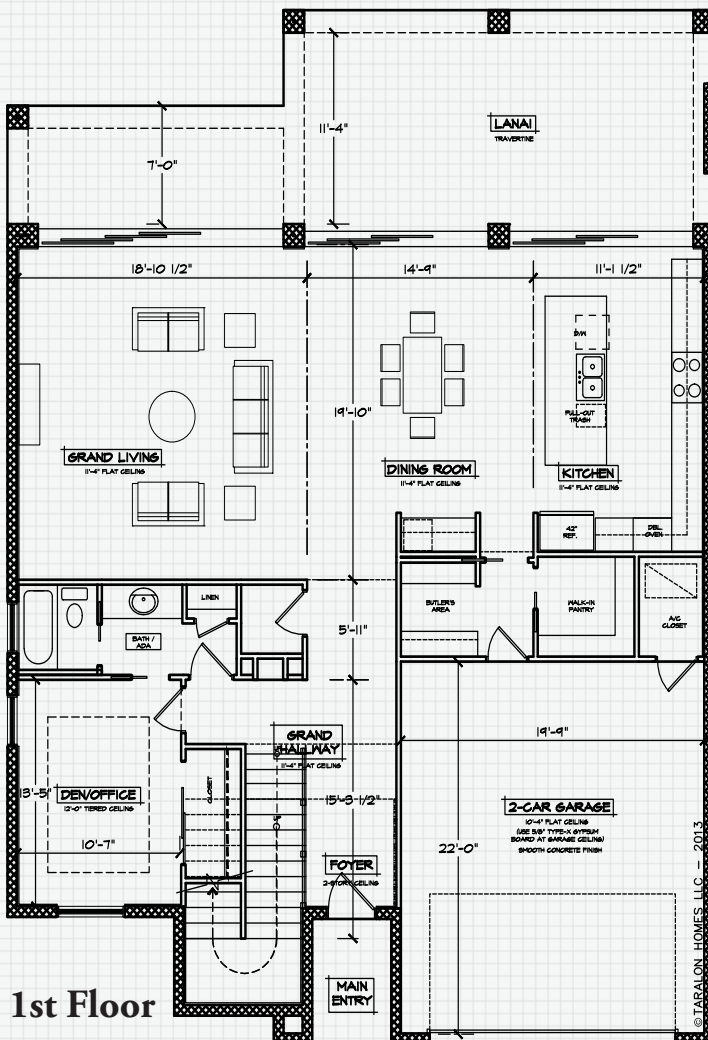 LANAI
TRAVERTINE
11'-4"
7'-0"
18'-10 1/2"
14'-9"
11'-1 1/2"
D/W
PULL-OUT
TRASH
19'-10"
GRAND LIVING
11'-4" FLAT CEILING
DINING ROOM
11'-4" FLAT CEILING
KITCHEN
11'-4" FLAT CEILING
42"
REF.
DBL.
OVEN
LINEN
BATH /
ADA
5'-11"
BUTLER'S
AREA
WALK-IN
PANTRY
A/C
CLOSET
GRAND
HALLWAY
11'-4" FLAT CEILING
19'-9"
13'-5"
DEN/OFFICE
12'-0" TIERED CEILING
CLOSET
15'-3 1/2"
2-CAR GARAGE
10'-4" FLAT CEILING
(USE 5/8" TYPE-X GYPSUM
BOARD AT GARAGE CEILING)
SMOOTH CONCRETE FINISH
10'-7"
22'-0"
FOYER
2-STORY CEILING
MAIN
ENTRY
1st Floor
© TARALON HOMES LLC – 2013